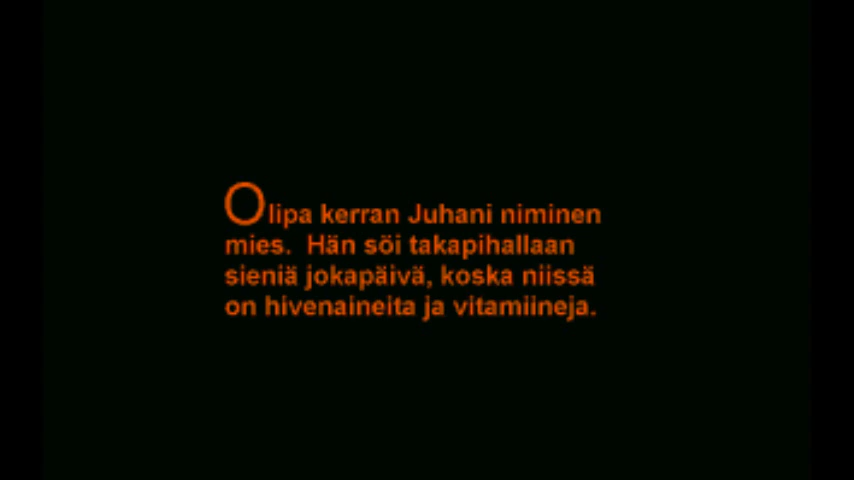 Olipa kerran Juhani niminen
mies. Hän söi takapihallaan
sieniä jokapäivä, koska niissä
on hivenaineita ja vitamiineja.